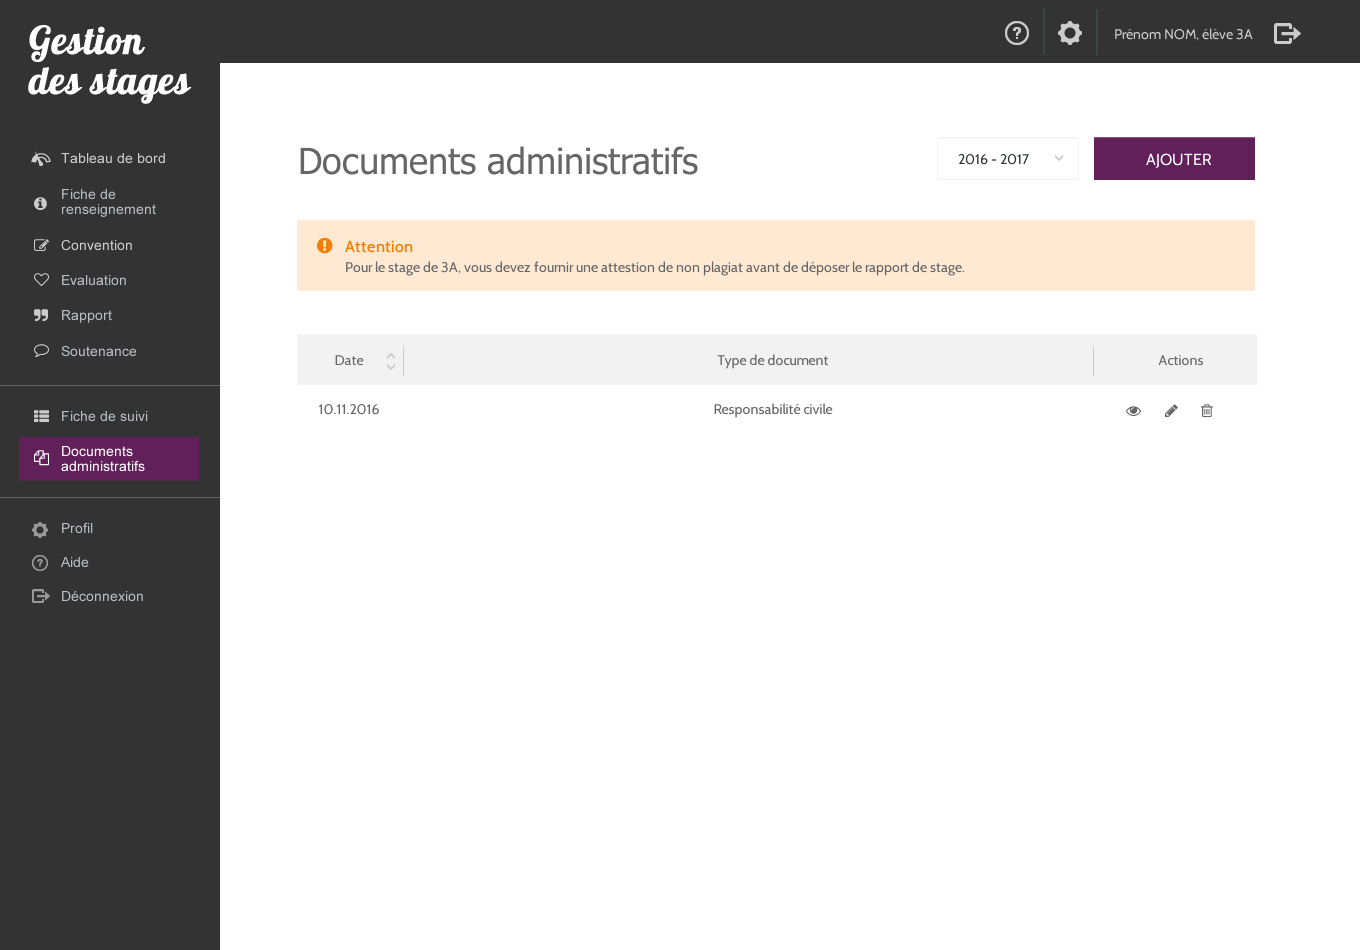 Gestion
des stages
Prénom NOM, élève 3A
Tableau de bord
Fiche de
renseignement
Convention
Evaluation
Rapport
Soutenance
Fiche de suivi
Documents
administratifs
Profil
Aide
Déconnexion
Documents administratifs
2016 - 2017
AJOUTER
Attention
Pour le stage de 3A, vous devez fournir une attestion de non plagiat avant de déposer le rapport de stage.
Date Type de document Actions
10.11.2016 Responsabilité civile